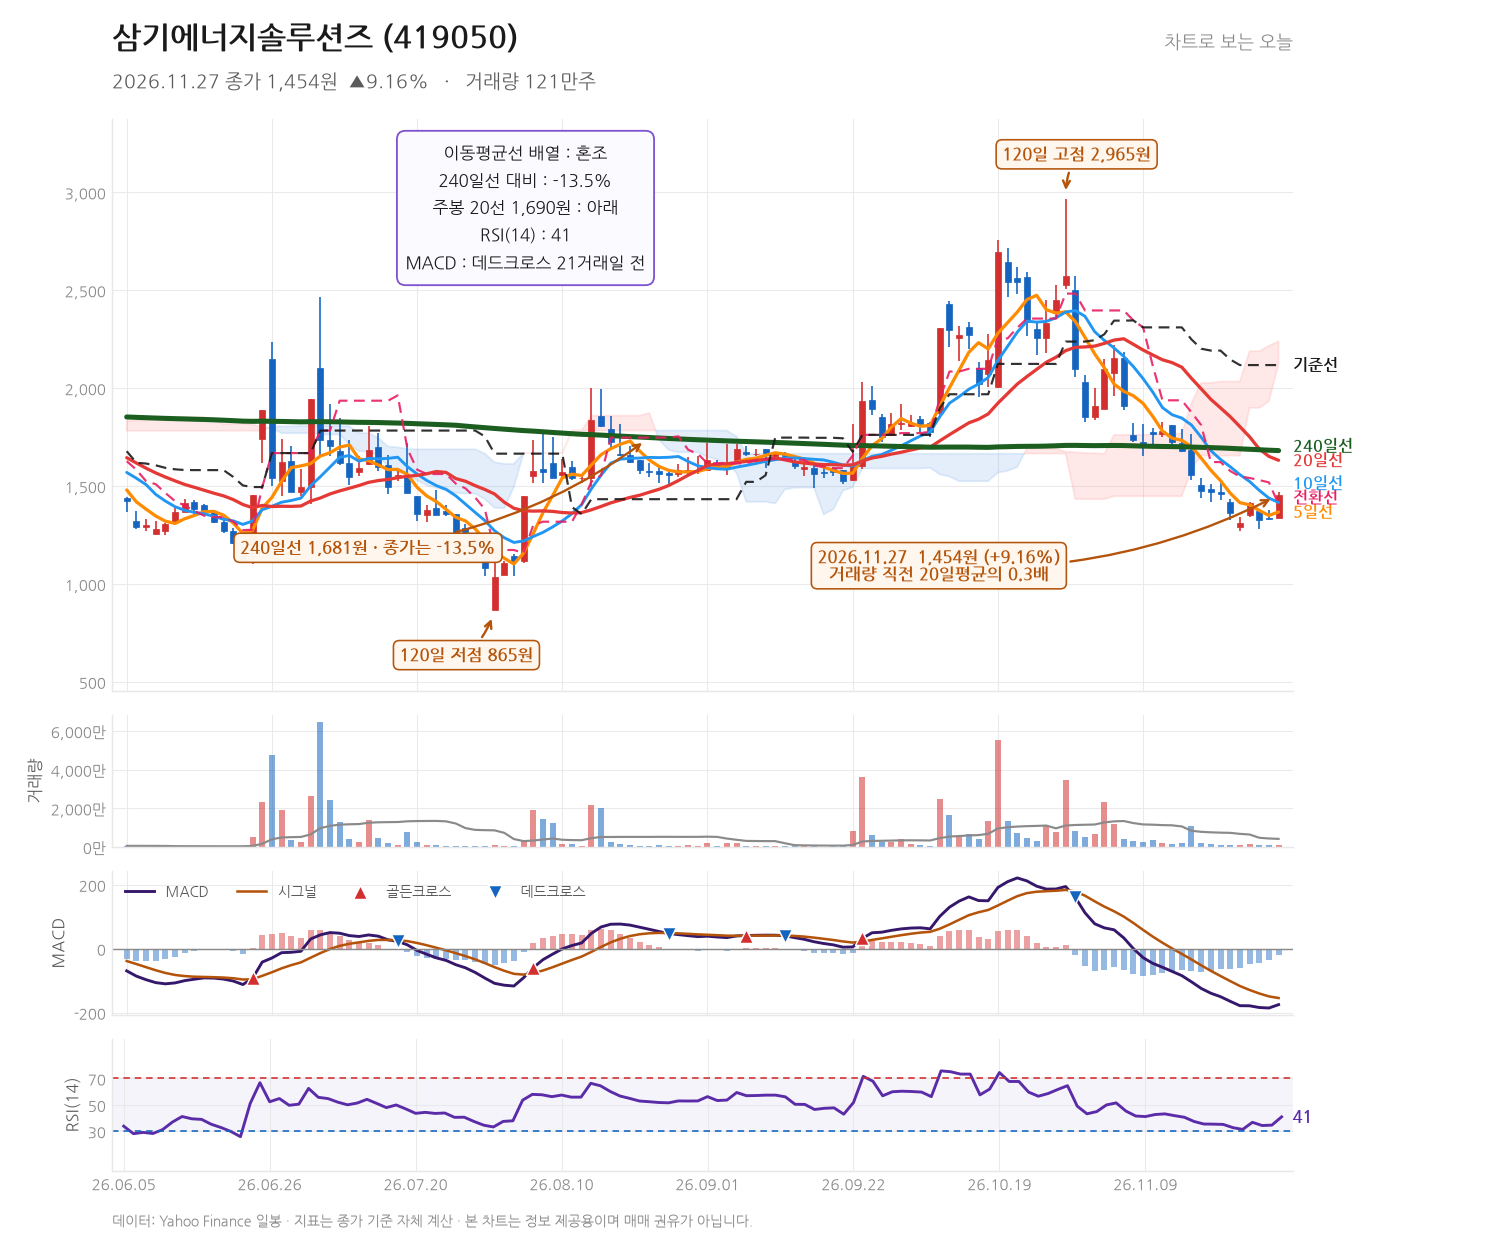 삼기에너지솔루션즈 (419050)
차트로 보는 오늘
2026.11.27 종가 1,454원 ▲9.16% · 거래량 121만주
이동평균선 배열 : 혼조
240일선 대비 : -13.5%
주봉 20선 1,690원 : 아래
RSI(14) : 41
MACD : 데드크로스 21거래일 전
120일 고점 2,965원
3,000
2,500
2,000
1,500
1,000
500
기준선
240일선
20일선
10일선
전환선
5일선
240일선 1,681원 · 종가는 -13.5%
2026.11.27 1,454원 (+9.16%)
거래량 직전 20일평균의 0.3배
120일 저점 865원
거래량
6,000만
4,000만
2,000만
0만
MACD
200
0
-200
MACD
시그널
골든크로스
데드크로스
RSI(14)
70
50
30
41
26.06.05
26.06.26
26.07.20
26.08.10
26.09.01
26.09.22
26.10.19
26.11.09
데이터: Yahoo Finance 일봉 · 지표는 종가 기준 자체 계산 · 본 차트는 정보 제공용이며 매매 권유가 아닙니다.